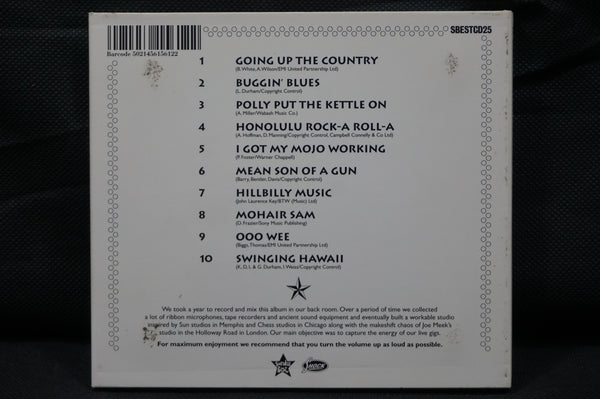 SBESTCD25
Barcode 5021456156122
1 GOING UP THE COUNTRY
(B. White, A. Wilson/EMI United Partnership Ltd)
2 BUGGIN' BLUES
(L. Durham/Copyright Control)
3 POLLY PUT THE KETTLE ON
(A. Miller/Wabash Music Co.)
4 HONOLULU ROCK-A ROLL-A
(A. Hoffman, D. Manning/Copyright Control, Campbell Connelly & Co Ltd)
5 I GOT MY MOJO WORKING
(P. Foster/Warner Chappell)
6 MEAN SON OF A GUN
(Barry, Bentler, Davis/Copyright Control)
7 HILLBILLY MUSIC
(John Laurence Key/BTW (Music) Ltd)
8 MOHAIR SAM
(D. Frazier/Sony Music Publishing)
9 OOO WEE
(Biggs, Thomas/EMI United Partnership Ltd)
10 SWINGING HAWAII
(K, D, L & G. Durham, I. Weiss/Copyright Control)
We took a year to record and mix this album in our back room. Over a period of time we collected
a lot of ribbon microphones, tape recorders and ancient sound equipment and eventually built a workable studio
inspired by Sun studios in Memphis and Chess studios in Chicago along with the makeshift chaos of Joe Meek's
studio in the Holloway Road in London. Our main objective was to capture the energy of our live gigs.
For maximum enjoyment we recommend that you turn the volume up as loud as possible.
SHOCK